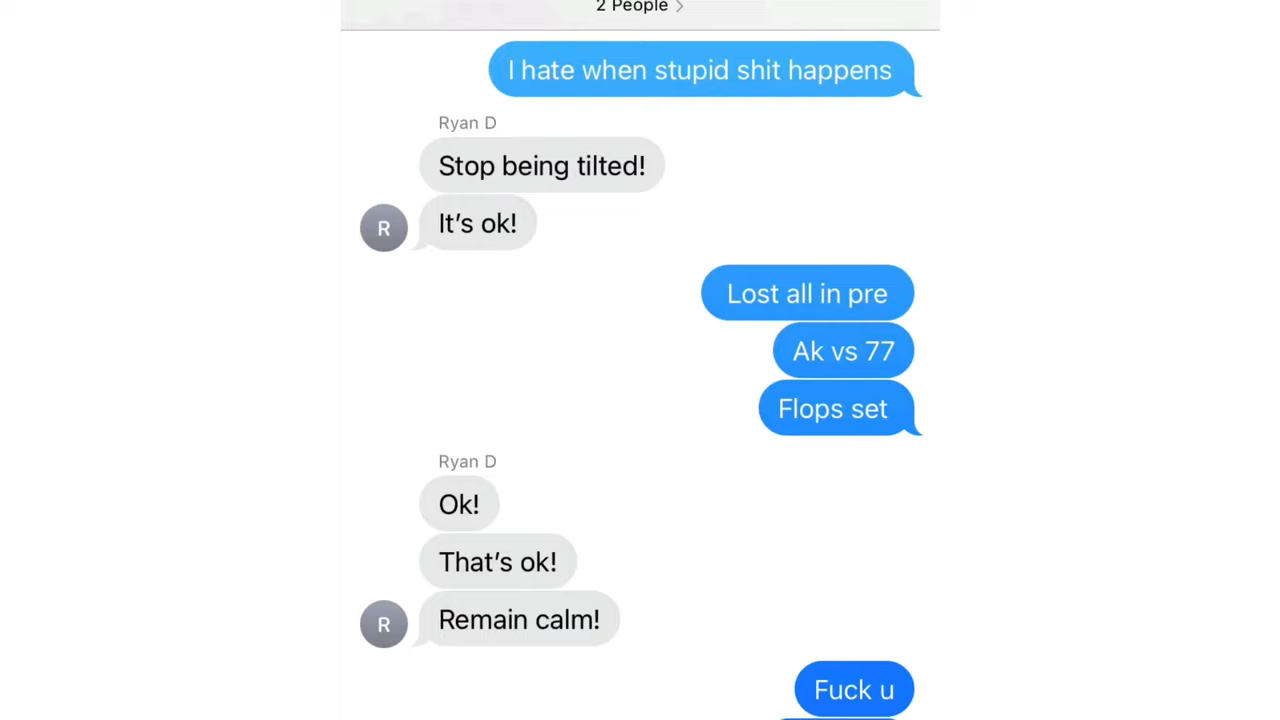 2 People >
I hate when stupid shit happens
Ryan D
Stop being tilted!
It’s ok!
R
Lost all in pre
Ak vs 77
Flops set
Ryan D
Ok!
That’s ok!
Remain calm!
R
Fuck u